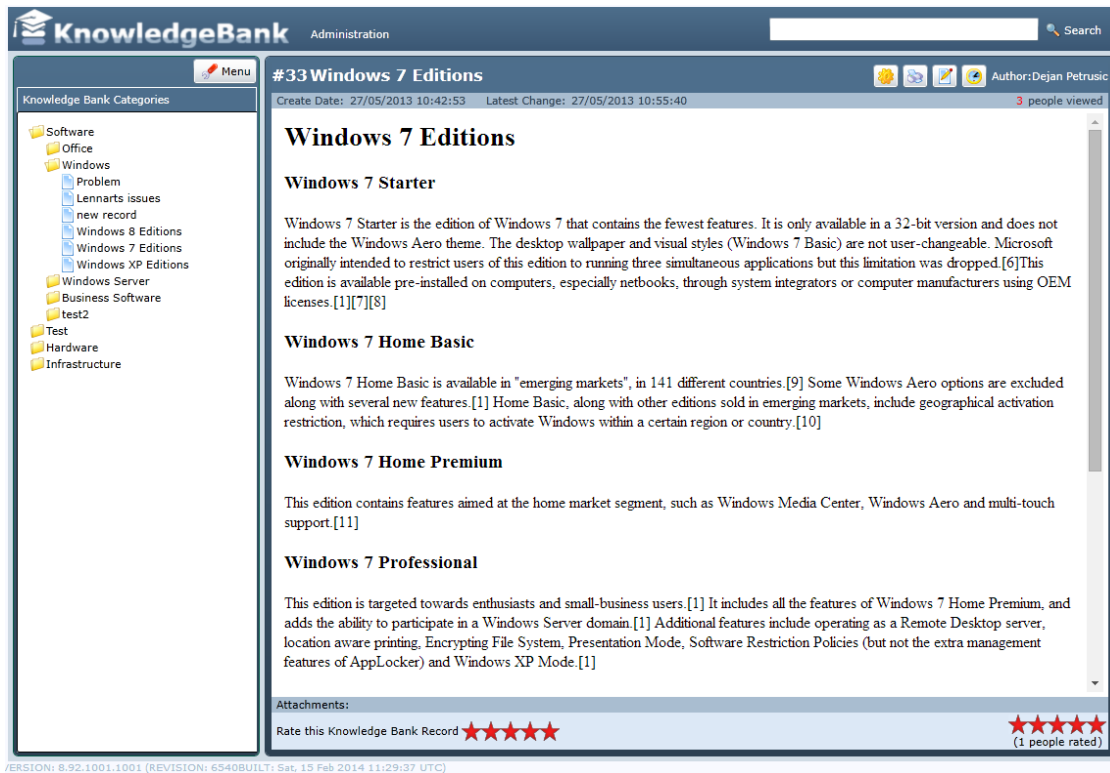 KnowledgeBank
Administration
Search
Menu
Knowledge Bank Categories
Software
Office
Windows
Problem
Lennarts issues
new record
Windows 8 Editions
Windows 7 Editions
Windows XP Editions
Windows Server
Business Software
test2
Test
Hardware
Infrastructure
#33 Windows 7 Editions
Author:Dejan Petrusic
Create Date: 27/05/2013 10:42:53 Latest Change: 27/05/2013 10:55:40
3 people viewed
Windows 7 Editions
Windows 7 Starter
Windows 7 Starter is the edition of Windows 7 that contains the fewest features. It is only available in a 32-bit version and does not
include the Windows Aero theme. The desktop wallpaper and visual styles (Windows 7 Basic) are not user-changeable. Microsoft
originally intended to restrict users of this edition to running three simultaneous applications but this limitation was dropped.[6]This
edition is available pre-installed on computers, especially netbooks, through system integrators or computer manufacturers using OEM
licenses.[1][7][8]
Windows 7 Home Basic
Windows 7 Home Basic is available in "emerging markets", in 141 different countries.[9] Some Windows Aero options are excluded
along with several new features.[1] Home Basic, along with other editions sold in emerging markets, include geographical activation
restriction, which requires users to activate Windows within a certain region or country.[10]
Windows 7 Home Premium
This edition contains features aimed at the home market segment, such as Windows Media Center, Windows Aero and multi-touch
support.[11]
Windows 7 Professional
This edition is targeted towards enthusiasts and small-business users.[1] It includes all the features of Windows 7 Home Premium, and
adds the ability to participate in a Windows Server domain.[1] Additional features include operating as a Remote Desktop server,
location aware printing, Encrypting File System, Presentation Mode, Software Restriction Policies (but not the extra management
features of AppLocker) and Windows XP Mode.[1]
Attachments:
Rate this Knowledge Bank Record
(1 people rated)
VERSION: 8.92.1001.1001 (REVISION: 6540BUILT: Sat, 15 Feb 2014 11:29:37 UTC)